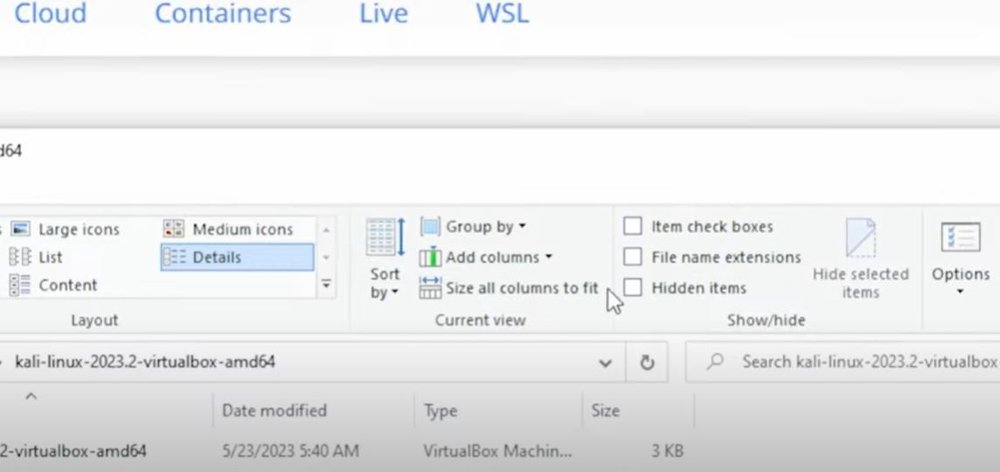 Cloud Containers Live WSL
d64
Large icons Medium icons
List Details
Content
Layout
Sort by
Group by
Add columns
Size all columns to fit
Current view
Item check boxes
File name extensions
Hidden items
Hide selected items
Show/hide
Options
kali-linux-2023.2-virtualbox-amd64
Search kali-linux-2023.2-virtualbox
Date modified Type Size
2-virtualbox-amd64 5/23/2023 5:40 AM VirtualBox Machin... 3 KB